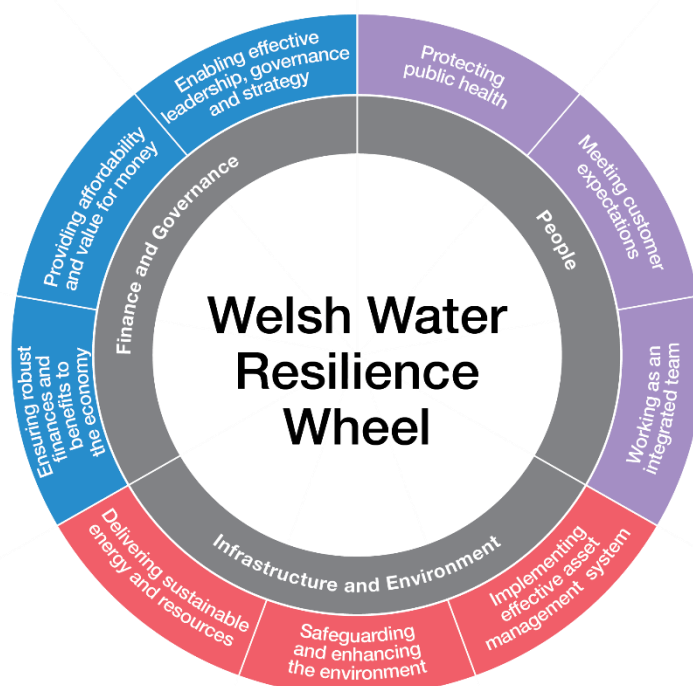 Welsh Water
Resilience
Wheel
People
Protecting
public health
Meeting customer
expectations
Working as an
integrated team
Infrastructure and Environment
Implementing
effective asset
management system
Safeguarding
and enhancing
the environment
Delivering sustainable
energy and resources
Finance and Governance
Ensuring robust
finances and
benefits to
the economy
Providing affordability
and value for money
Enabling effective
leadership, governance
and strategy